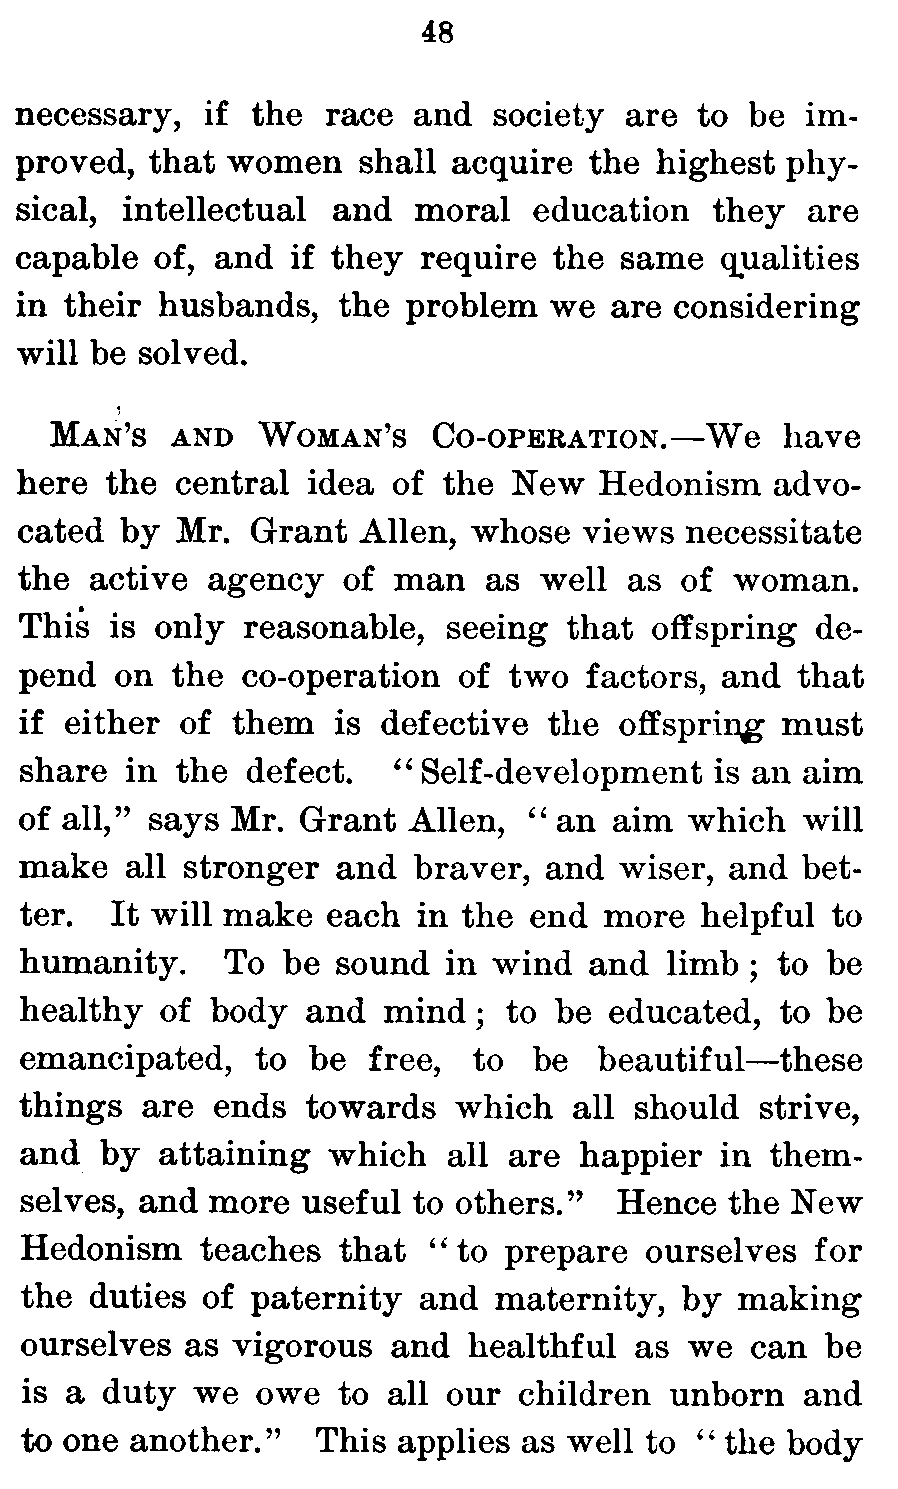 48
necessary, if the race and society are to be im-
proved, that women shall acquire the highest phy-
sical, intellectual and moral education they are
capable of, and if they require the same qualities
in their husbands, the problem we are considering
will be solved.
MAN'S AND WOMAN'S CO-OPERATION.—We have
here the central idea of the New Hedonism advo-
cated by Mr. Grant Allen, whose views necessitate
the active agency of man as well as of woman.
This is only reasonable, seeing that offspring de-
pend on the co-operation of two factors, and that
if either of them is defective the offspring must
share in the defect. "Self-development is an aim
of all," says Mr. Grant Allen, "an aim which will
make all stronger and braver, and wiser, and bet-
ter. It will make each in the end more helpful to
humanity. To be sound in wind and limb; to be
healthy of body and mind; to be educated, to be
emancipated, to be free, to be beautiful—these
things are ends towards which all should strive,
and by attaining which all are happier in them-
selves, and more useful to others." Hence the New
Hedonism teaches that "to prepare ourselves for
the duties of paternity and maternity, by making
ourselves as vigorous and healthful as we can be
is a duty we owe to all our children unborn and
to one another." This applies as well to "the body